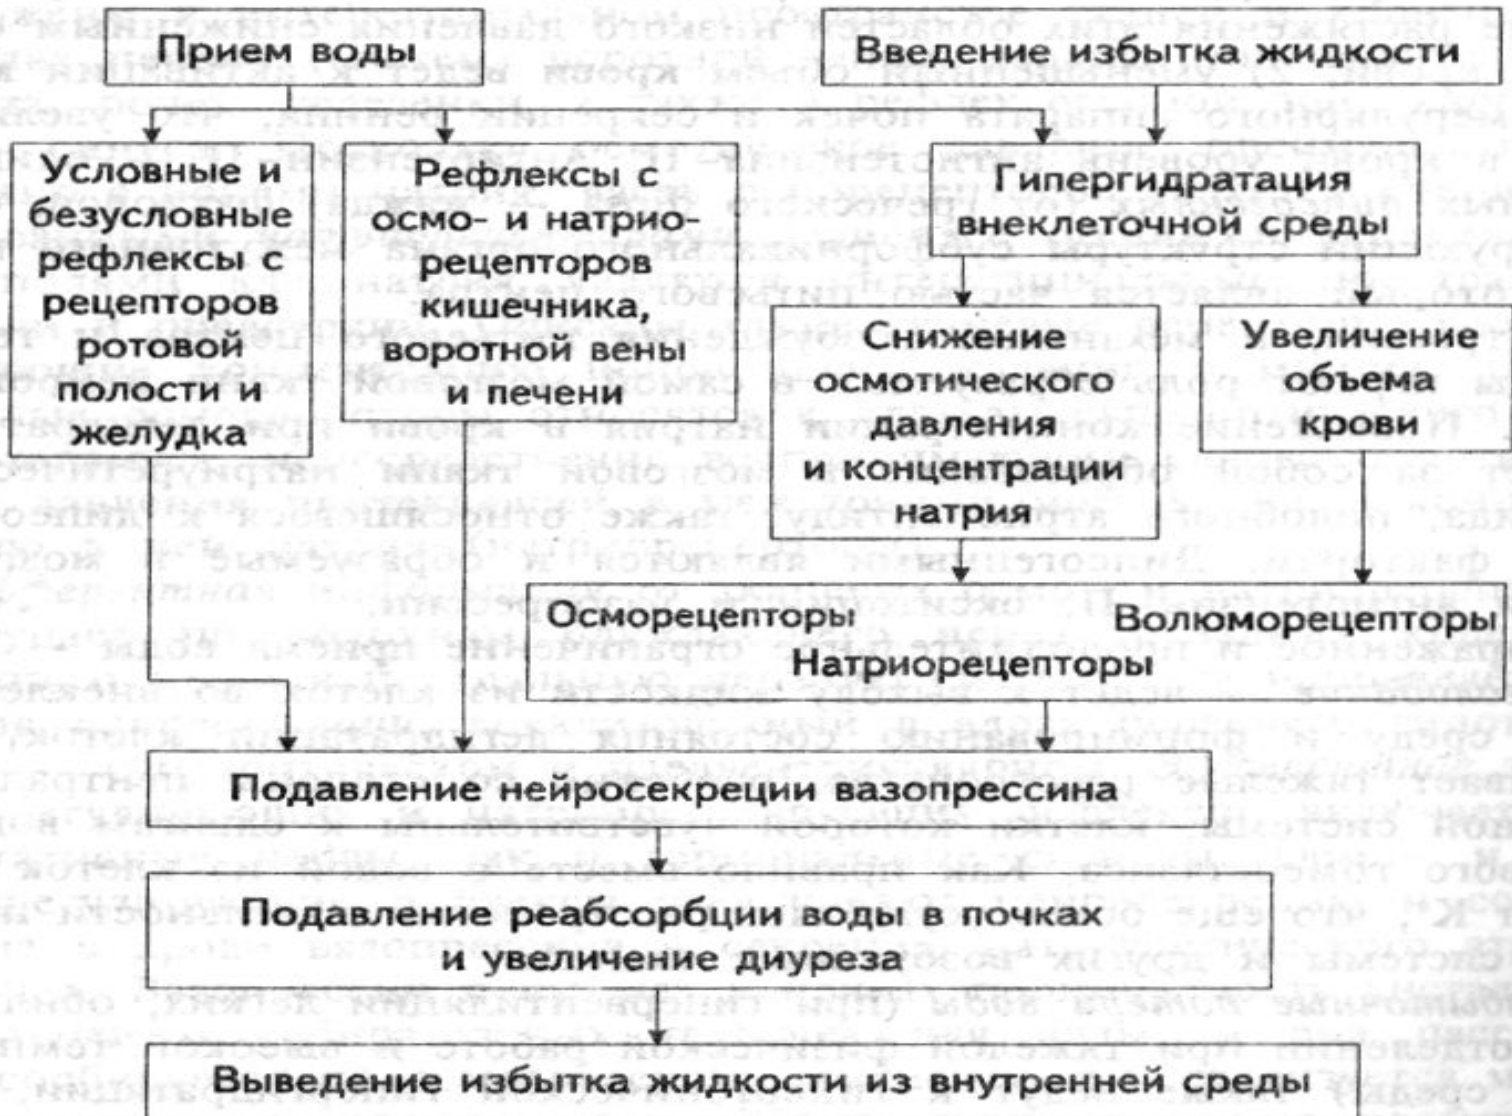 Прием воды
Введение избытка жидкости
Условные и
безусловные
рефлексы с
рецепторов
ротовой
полости и
желудка
Рефлексы с
осмо- и натрио-
рецепторов
кишечника,
воротной вены
и печени
Гипергидратация
внеклеточной среды
Снижение
осмотического
давления
и концентрации
натрия
Увеличение
объема
крови
Осморецепторы Волюморецепторы
Натриорецепторы
Подавление нейросекреции вазопрессина
Подавление реабсорбции воды в почках
и увеличение диуреза
Выведение избытка жидкости из внутренней среды